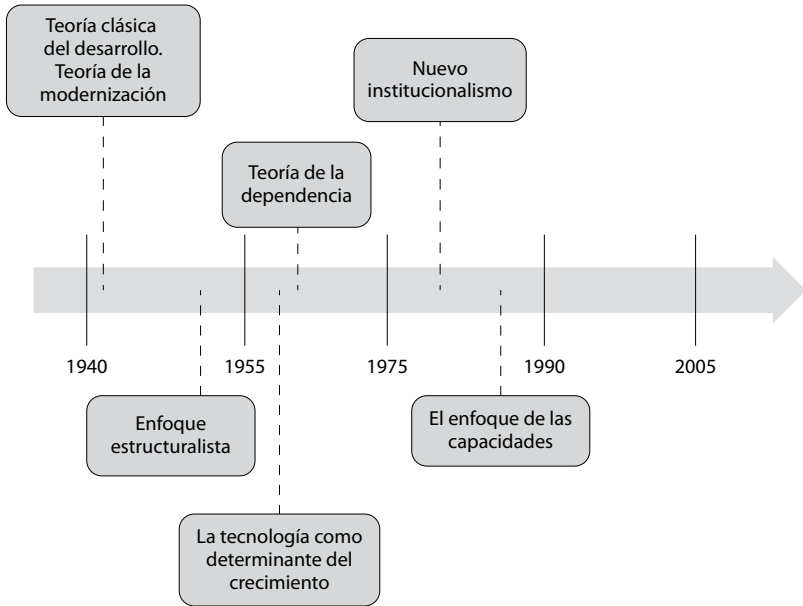 Teoría clásica
del desarrollo.
Teoría de la
modernización
Nuevo
institucionalismo
Teoría de la
dependencia
1940
1955
1975
1990
2005
Enfoque
estructuralista
El enfoque de las
capacidades
La tecnología como
determinante del
crecimiento